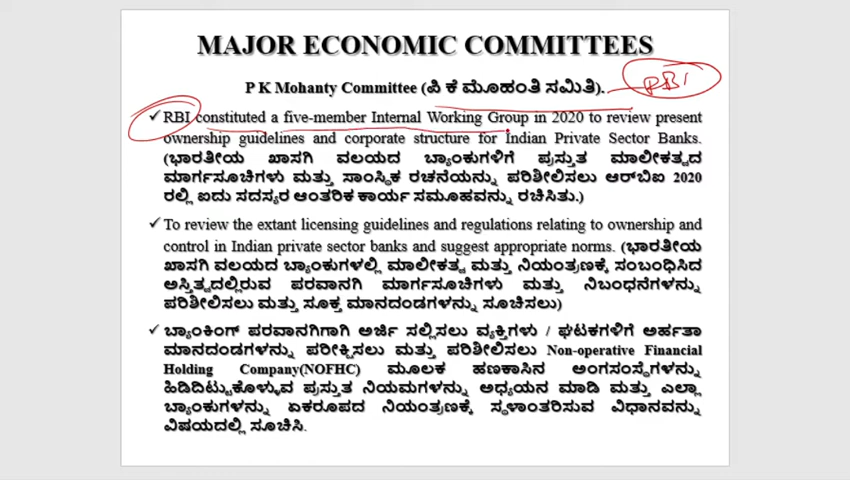 MAJOR ECONOMIC COMMITTEES
P K Mohanty Committee (ಪಿ ಕೆ ಮೊಹಂತಿ ಸಮಿತಿ). RBI
RBI constituted a five-member Internal Working Group in 2020 to review present
ownership guidelines and corporate structure for Indian Private Sector Banks.
(ಭಾರತೀಯ ಖಾಸಗಿ ವಲಯದ ಬ್ಯಾಂಕುಗಳಿಗೆ ಪ್ರಸ್ತುತ ಮಾಲೀಕತ್ವದ
ಮಾರ್ಗಸೂಚಿಗಳು ಮತ್ತು ಸಾಂಸ್ಥಿಕ ರಚನೆಯನ್ನು ಪರಿಶೀಲಿಸಲು ಆರ್‌ಬಿಐ 2020
ರಲ್ಲಿ ಐದು ಸದಸ್ಯರ ಆಂತರಿಕ ಕಾರ್ಯ ಸಮೂಹವನ್ನು ರಚಿಸಿತು.)
To review the extant licensing guidelines and regulations relating to ownership and
control in Indian private sector banks and suggest appropriate norms. (ಭಾರತೀಯ
ಖಾಸಗಿ ವಲಯದ ಬ್ಯಾಂಕುಗಳಲ್ಲಿ ಮಾಲೀಕತ್ವ ಮತ್ತು ನಿಯಂತ್ರಣಕ್ಕೆ ಸಂಬಂಧಿಸಿದ
ಅಸ್ತಿತ್ವದಲ್ಲಿರುವ ಪರವಾನಗಿ ಮಾರ್ಗಸೂಚಿಗಳು ಮತ್ತು ನಿಬಂಧನೆಗಳನ್ನು
ಪರಿಶೀಲಿಸಲು ಮತ್ತು ಸೂಕ್ತ ಮಾನದಂಡಗಳನ್ನು ಸೂಚಿಸಲು)
ಬ್ಯಾಂಕಿಂಗ್ ಪರವಾನಗಿಗಾಗಿ ಅರ್ಜಿ ಸಲ್ಲಿಸಲು ವ್ಯಕ್ತಿಗಳು / ಘಟಕಗಳಿಗೆ ಅರ್ಹತಾ
ಮಾನದಂಡಗಳನ್ನು ಪರೀಕ್ಷಿಸಲು ಮತ್ತು ಪರಿಶೀಲಿಸಲು Non-operative Financial
Holding Company(NOFHC) ಮೂಲಕ ಹಣಕಾಸಿನ ಅಂಗಸಂಸ್ಥೆಗಳನ್ನು
ಹಿಡಿದಿಟ್ಟುಕೊಳ್ಳುವ ಪ್ರಸ್ತುತ ನಿಯಮಗಳನ್ನು ಅಧ್ಯಯನ ಮಾಡಿ ಮತ್ತು ಎಲ್ಲಾ
ಬ್ಯಾಂಕುಗಳನ್ನು ಏಕರೂಪದ ನಿಯಂತ್ರಣಕ್ಕೆ ಸ್ಥಳಾಂತರಿಸುವ ವಿಧಾನವನ್ನು
ವಿಷಯದಲ್ಲಿ ಸೂಚಿಸಿ.